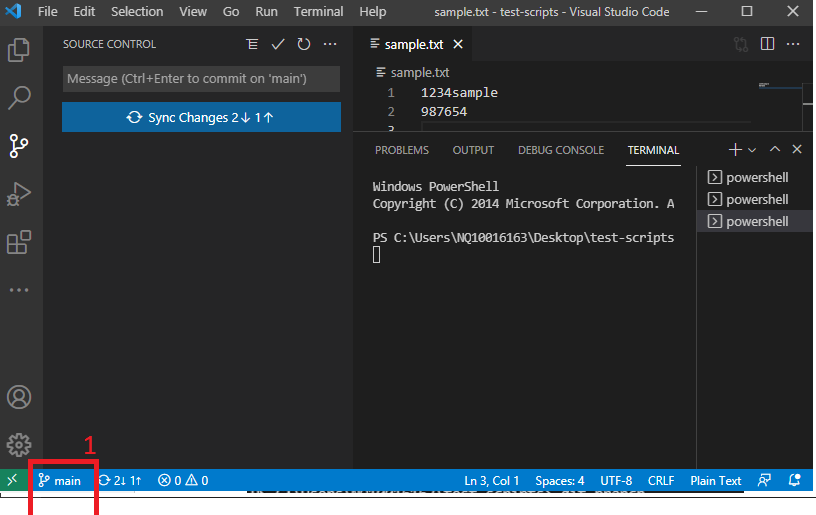 File Edit Selection View Go Run Terminal Help sample.txt - test-scripts - Visual Studio Code
SOURCE CONTROL
Message (Ctrl+Enter to commit on 'main')
Sync Changes 2↓ 1↑
sample.txt
sample.txt
1 1234sample
2 987654
3
PROBLEMS OUTPUT DEBUG CONSOLE TERMINAL
Windows PowerShell
Copyright (C) 2014 Microsoft Corporation. A
PS C:\Users\NQ10016163\Desktop\test-scripts
powershell
powershell
powershell
1
main 2↓ 1↑ 0 0 Ln 3, Col 1 Spaces: 4 UTF-8 CRLF Plain Text